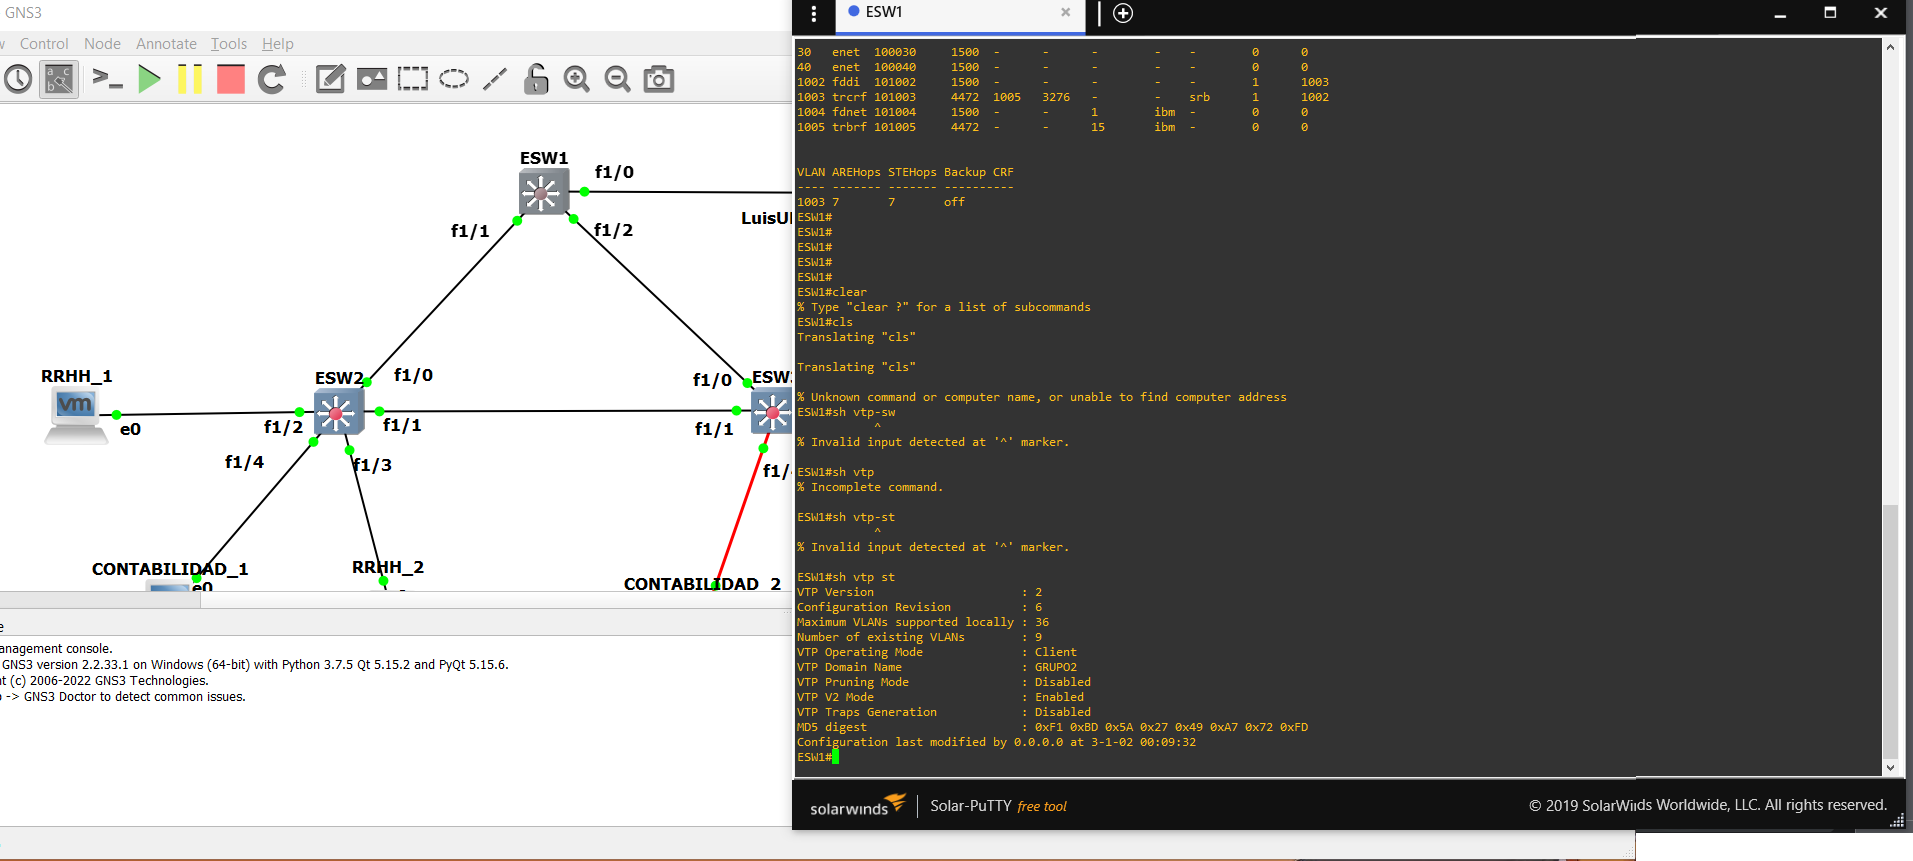 GNS3
Control Node Annotate Tools Help
ESW1
f1/0
LuisU
f1/1
f1/2
RRHH_1
ESW2
f1/0
f1/0
ESW
vm
e0
f1/2
f1/1
f1/1
f1/4
f1/3
f1/
CONTABILIDAD_1
e0
RRHH_2
CONTABILIDAD_2
e
anagement console.
GNS3 version 2.2.33.1 on Windows (64-bit) with Python 3.7.5 Qt 5.15.2 and PyQt 5.15.6.
t (c) 2006-2022 GNS3 Technologies.
-> GNS3 Doctor to detect common issues.
ESW1
30 enet 100030 1500 - - - - - 0 0
40 enet 100040 1500 - - - - - 0 0
1002 fddi 101002 1500 - - - - - 1 1003
1003 trcrf 101003 4472 1005 3276 - - srb 1 1002
1004 fdnet 101004 1500 - - 1 ibm - 0 0
1005 trbrf 101005 4472 - - 15 ibm - 0 0
VLAN AREHops STEHops Backup CRF
---- ------- ------- ----------
1003 7 7 off
ESW1#
ESW1#
ESW1#
ESW1#
ESW1#
ESW1#clear
% Type "clear ?" for a list of subcommands
ESW1#cls
Translating "cls"
Translating "cls"
% Unknown command or computer name, or unable to find computer address
ESW1#sh vtp-sw
^
% Invalid input detected at '^' marker.
ESW1#sh vtp
% Incomplete command.
ESW1#sh vtp-st
^
% Invalid input detected at '^' marker.
ESW1#sh vtp st
VTP Version : 2
Configuration Revision : 6
Maximum VLANs supported locally : 36
Number of existing VLANs : 9
VTP Operating Mode : Client
VTP Domain Name : GRUPO2
VTP Pruning Mode : Disabled
VTP V2 Mode : Enabled
VTP Traps Generation : Disabled
MD5 digest : 0xF1 0xBD 0x5A 0x27 0x49 0xA7 0x72 0xFD
Configuration last modified by 0.0.0.0 at 3-1-02 00:09:32
ESW1#
solarwinds Solar-PuTTY free tool
© 2019 SolarWinds Worldwide, LLC. All rights reserved.